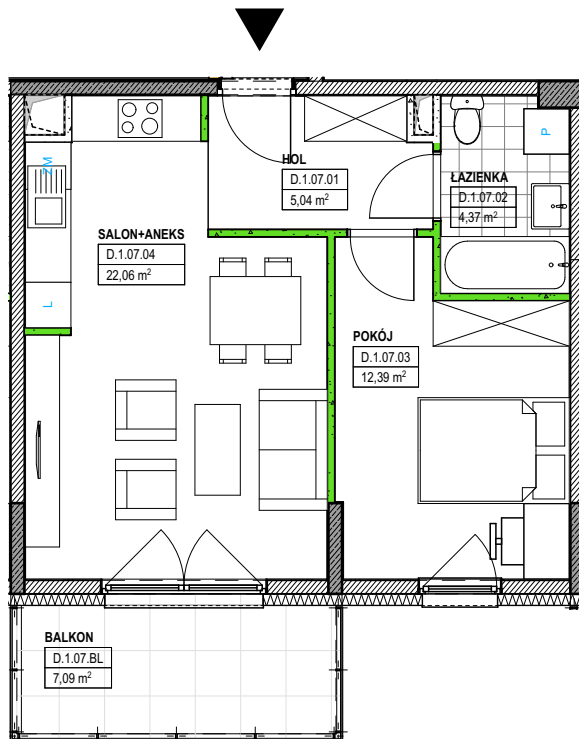 HOL
D.1.07.01
5,04 m²
P
ŁAZIENKA
D.1.07.02
4,37 m²
ZM
SALON+ANEKS
D.1.07.04
22,06 m²
L
POKÓJ
D.1.07.03
12,39 m²
BALKON
D.1.07.BL
7,09 m²